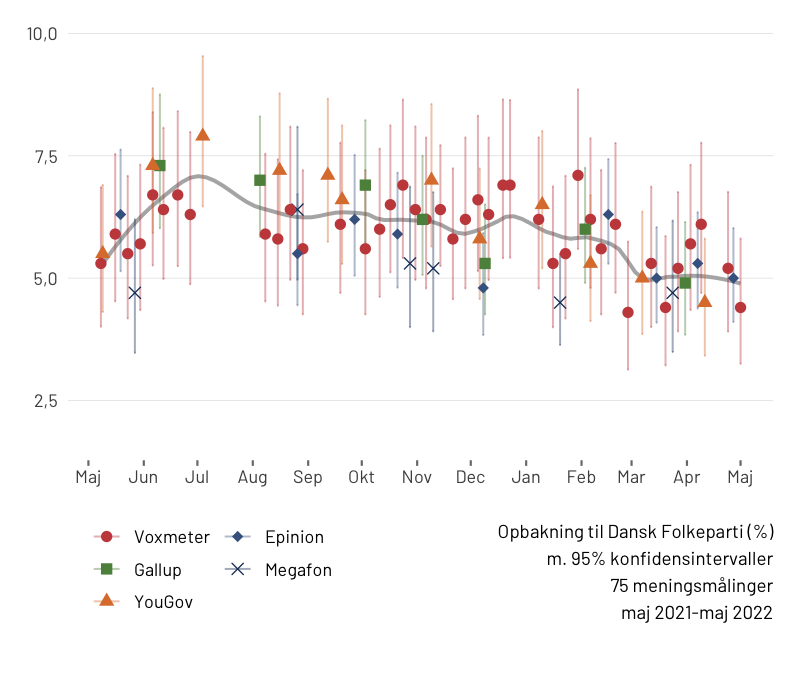 10,0
7,5
5,0
2,5
Maj Jun Jul Aug Sep Okt Nov Dec Jan Feb Mar Apr Maj
Voxmeter Epinion
Gallup Megafon
YouGov
Opbakning til Dansk Folkeparti (%)
m. 95% konfidensintervaller
75 meningsmålinger
maj 2021-maj 2022